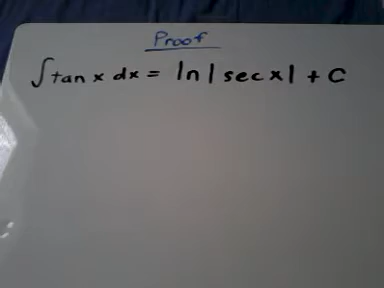 Proof
∫ tan x dx = ln | sec x | + C